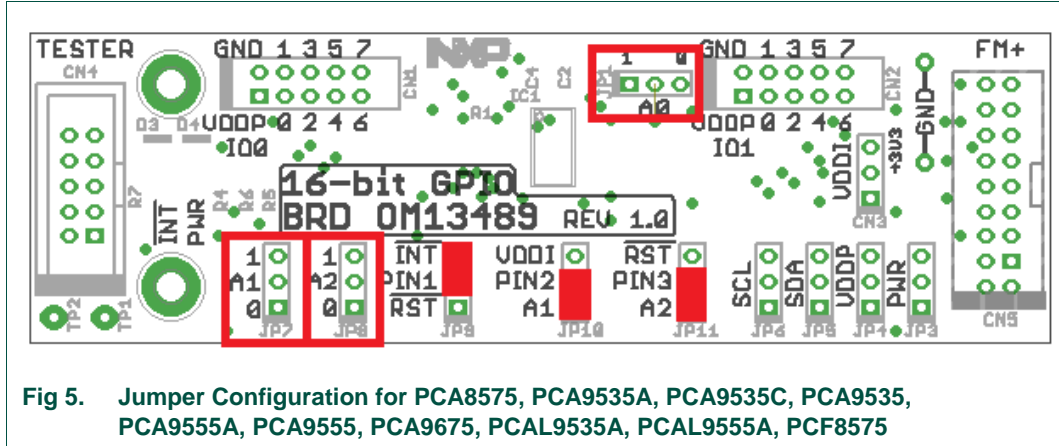 TESTER GND 1 3 5 7 NXP 1 0 GND 1 3 5 7 FM+
CN4 CN1 C4 C2 JP1 CN2
IC1
R1 A0 GND
D3 D4 VDDP 0 2 4 6 VDDP 0 2 4 6
IO0 IO1 VDDI +3V3
R7 16-bit GPIO
INT PWR R4 R6 R5 BRD OM13489 REV 1.0 CN3
1 1 INT VDDI RST
A1 A2 PIN1 PIN2 PIN3 SCL SDA VDDP PWR
0 0 RST A1 A2
TP2 TP1 JP7 JP8 JP9 JP10 JP11 JP6 JP5 JP4 JP3 CN5
Fig 5. Jumper Configuration for PCA8575, PCA9535A, PCA9535C, PCA9535,
PCA9555A, PCA9555, PCA9675, PCAL9535A, PCAL9555A, PCF8575